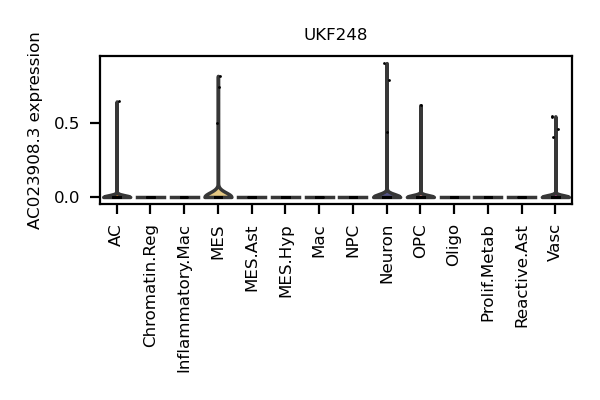 UKF248
AC023908.3 expression
0.5
0.0
AC
Chromatin.Reg
Inflammatory.Mac
MES
MES.Ast
MES.Hyp
Mac
NPC
Neuron
OPC
Oligo
Prolif.Metab
Reactive.Ast
Vasc